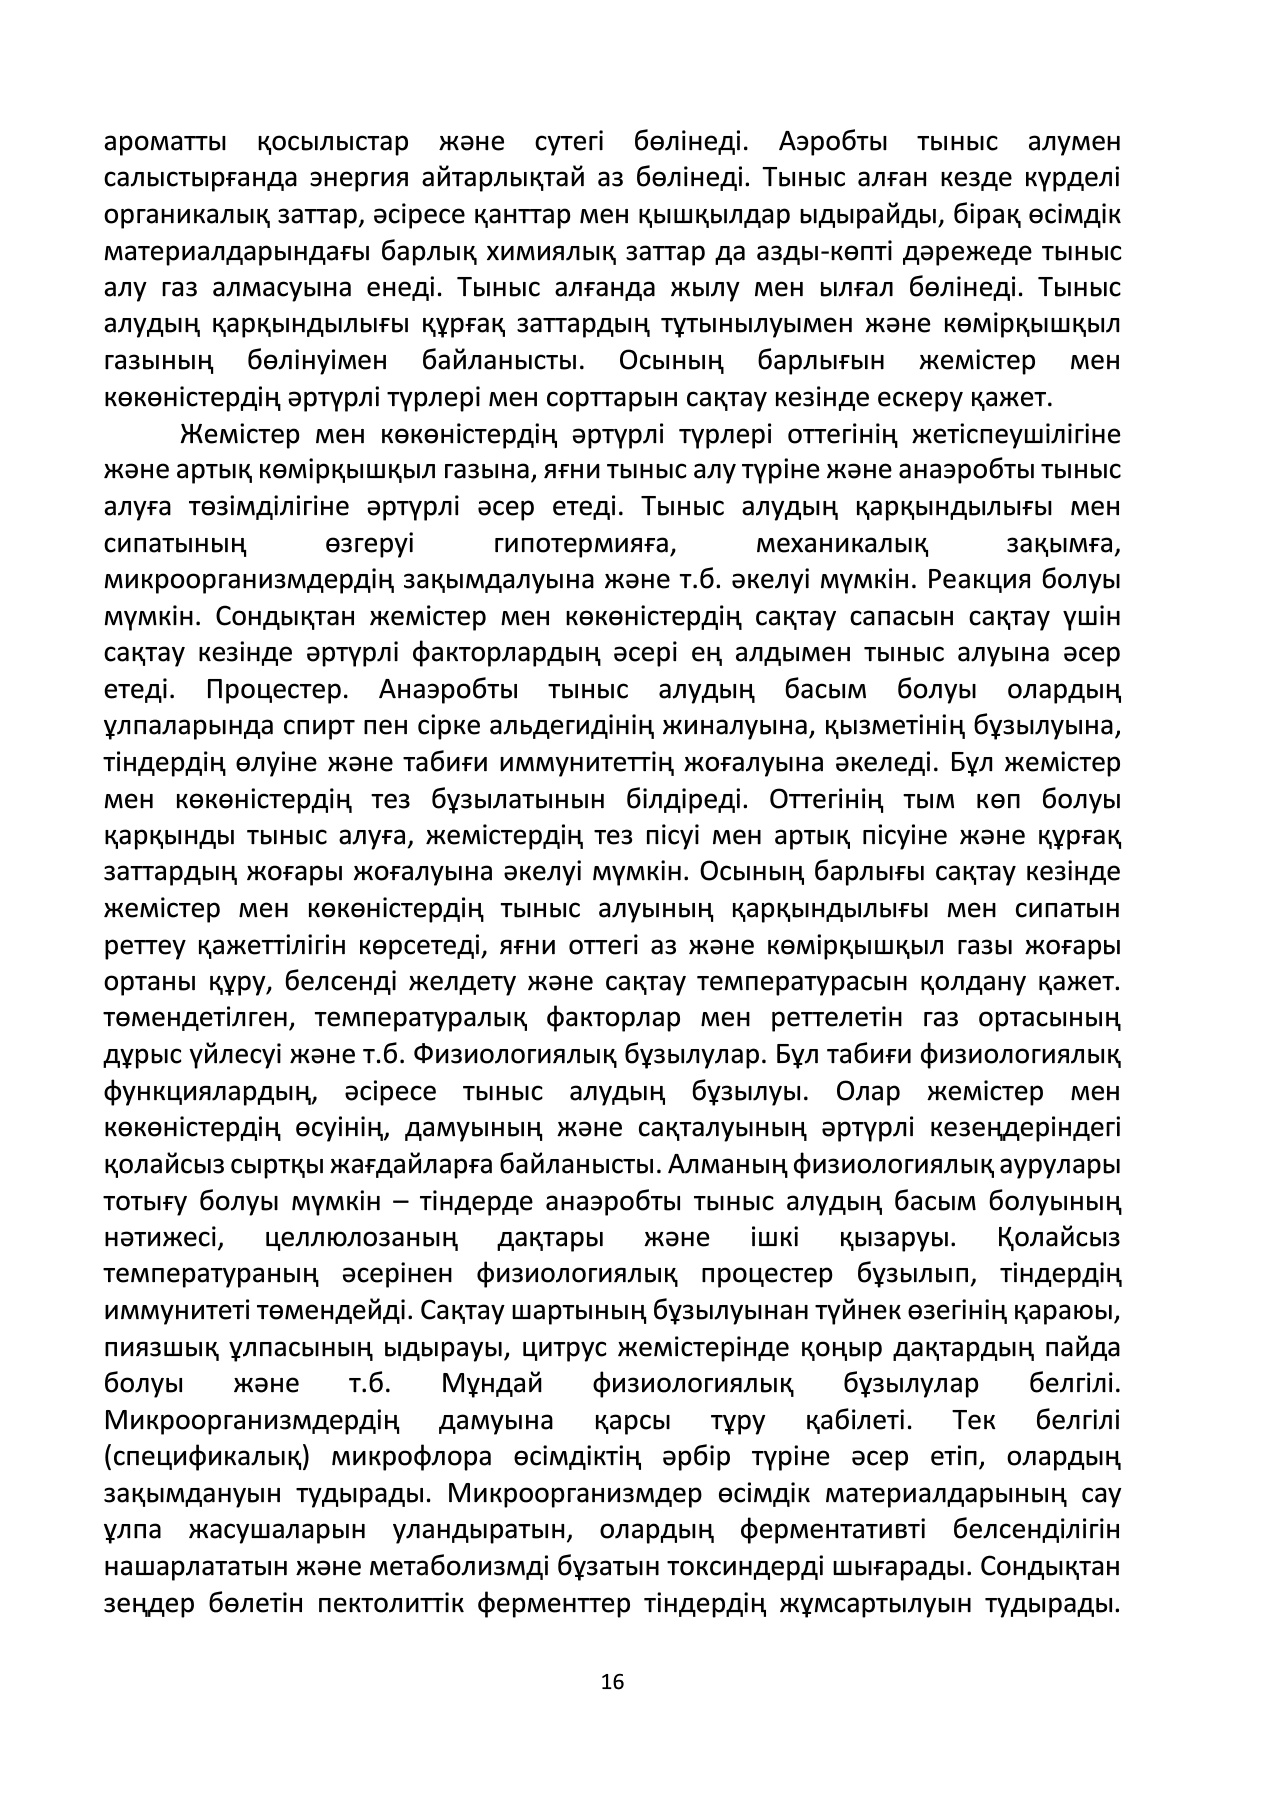 ароматты қосылыстар және сутегі бөлінеді. Аэробты тыныс алумен
салыстырғанда энергия айтарлықтай аз бөлінеді. Тыныс алған кезде күрделі
органикалық заттар, әсіресе қанттар мен қышқылдар ыдырайды, бірақ өсімдік
материалдарындағы барлық химиялық заттар да азды-көпті дәрежеде тыныс
алу газ алмасуына енеді. Тыныс алғанда жылу мен ылғал бөлінеді. Тыныс
алудың қарқындылығы құрғақ заттардың тұтынылуымен және көмірқышқыл
газының бөлінуімен байланысты. Осының барлығын жемістер мен
көкөністердің әртүрлі түрлері мен сорттарын сақтау кезінде ескеру қажет.
Жемістер мен көкөністердің әртүрлі түрлері оттегінің жетіспеушілігіне
және артық көмірқышқыл газына, яғни тыныс алу түріне және анаэробты тыныс
алуға төзімділігіне әртүрлі әсер етеді. Тыныс алудың қарқындылығы мен
сипатының өзгеруі гипотермияға, механикалық зақымға,
микроорганизмдердің зақымдалуына және т.б. әкелуі мүмкін. Реакция болуы
мүмкін. Сондықтан жемістер мен көкөністердің сақтау сапасын сақтау үшін
сақтау кезінде әртүрлі факторлардың әсері ең алдымен тыныс алуына әсер
етеді. Процестер. Анаэробты тыныс алудың басым болуы олардың
ұлпаларында спирт пен сірке альдегидінің жиналуына, қызметінің бұзылуына,
тіндердің өлуіне және табиғи иммунитеттің жоғалуына әкеледі. Бұл жемістер
мен көкөністердің тез бұзылатынын білдіреді. Оттегінің тым көп болуы
қарқынды тыныс алуға, жемістердің тез пісуі мен артық пісуіне және құрғақ
заттардың жоғары жоғалуына әкелуі мүмкін. Осының барлығы сақтау кезінде
жемістер мен көкөністердің тыныс алуының қарқындылығы мен сипатын
реттеу қажеттілігін көрсетеді, яғни оттегі аз және көмірқышқыл газы жоғары
ортаны құру, белсенді желдету және сақтау температурасын қолдану қажет.
төмендетілген, температуралық факторлар мен реттелетін газ ортасының
дұрыс үйлесуі және т.б. Физиологиялық бұзылулар. Бұл табиғи физиологиялық
функциялардың, әсіресе тыныс алудың бұзылуы. Олар жемістер мен
көкөністердің өсуінің, дамуының және сақталуының әртүрлі кезеңдеріндегі
қолайсыз сыртқы жағдайларға байланысты. Алманың физиологиялық аурулары
тотығу болуы мүмкін – тіндерде анаэробты тыныс алудың басым болуының
нәтижесі, целлюлозаның дақтары және ішкі қызаруы. Қолайсыз
температураның әсерінен физиологиялық процестер бұзылып, тіндердің
иммунитеті төмендейді. Сақтау шартының бұзылуынан түйнек өзегінің қараюы,
пиязшық ұлпасының ыдырауы, цитрус жемістерінде қоңыр дақтардың пайда
болуы және т.б. Мұндай физиологиялық бұзылулар белгілі.
Микроорганизмдердің дамуына қарсы тұру қабілеті. Тек белгілі
(спецификалық) микрофлора өсімдіктің әрбір түріне әсер етіп, олардың
зақымдануын тудырады. Микроорганизмдер өсімдік материалдарының сау
ұлпа жасушаларын уландыратын, олардың ферментативті белсенділігін
нашарлататын және метаболизмді бұзатын токсиндерді шығарады. Сондықтан
зеңдер бөлетін пектолиттік ферменттер тіндердің жұмсартылуын тудырады.
16